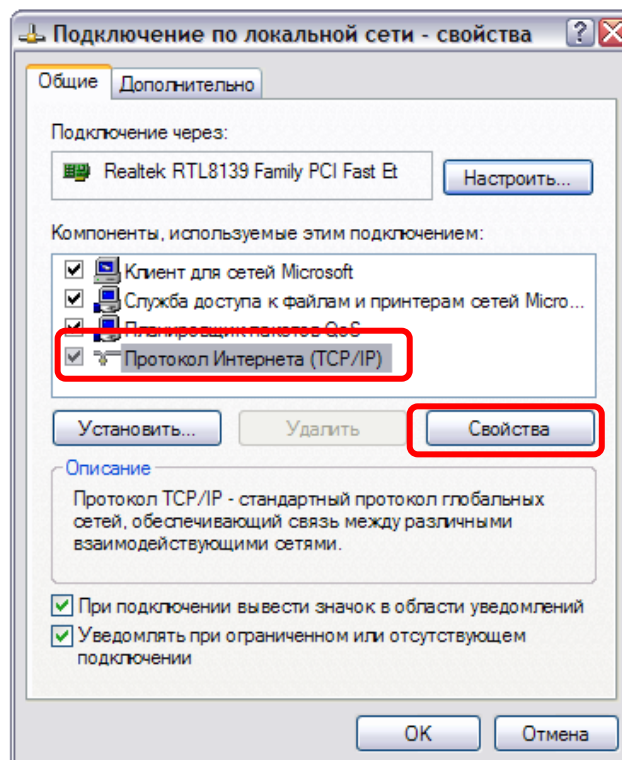 Подключение по локальной сети - свойства
Общие
Дополнительно
Подключение через:
Realtek RTL8139 Family PCI Fast Et
Настроить...
Компоненты, используемые этим подключением:
Клиент для сетей Microsoft
Служба доступа к файлам и принтерам сетей Micro...
Планировщик пакетов QoS
Протокол Интернета (TCP/IP)
Установить...
Удалить
Свойства
Описание
Протокол TCP/IP - стандартный протокол глобальных
сетей, обеспечивающий связь между различными
взаимодействующими сетями.
При подключении вывести значок в области уведомлений
Уведомлять при ограниченном или отсутствующем
подключении
OK
Отмена